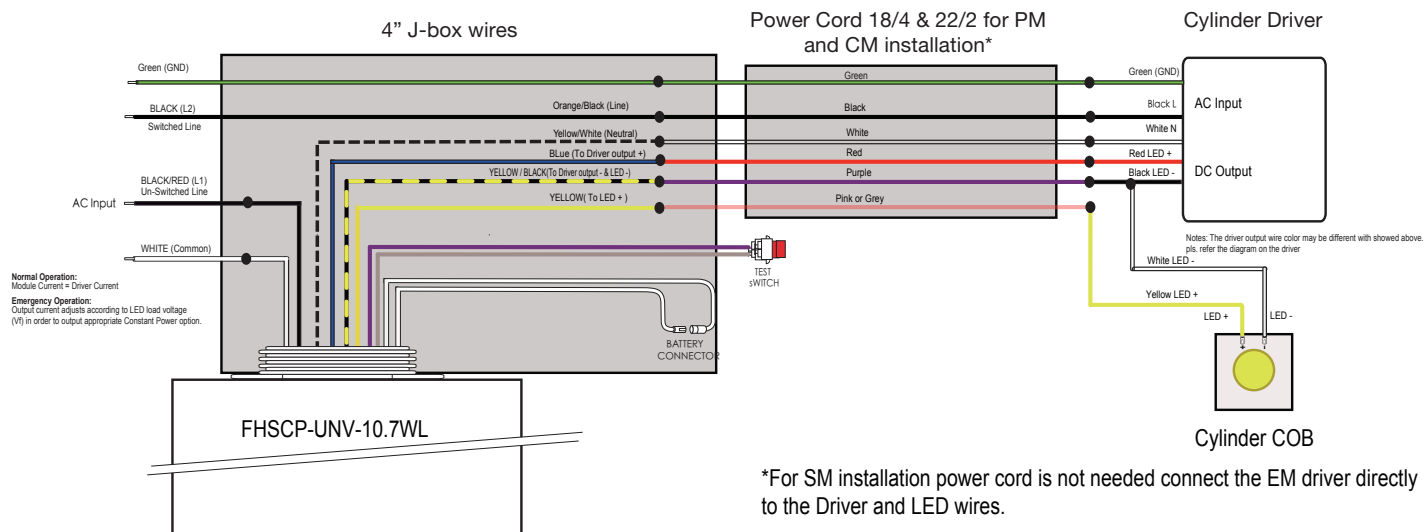 4” J-box wires
Power Cord 18/4 & 22/2 for PM
and CM installation*
Cylinder Driver
Green (GND)
Green
Green (GND)
BLACK (L2)
Switched Line
Orange/Black (Line)
Black
Black L
AC Input
Yellow/White (Neutral)
White
White N
BLue (To Driver output +)
Red
Red LED +
YELLOW / BLACK(To Driver output - & LED -)
Purple
Black LED -
DC Output
BLACK/RED (L1)
Un-Switched Line
AC Input
YELLOW( To LED + )
Pink or Grey
WHITE (Common)
TEST
sWITCH
Notes: The driver output wire color may be different with showed above.
pls. refer the diagram on the driver
White LED -
Normal Operation:
Module Current = Driver Current
Emergency Operation:
Output current adjusts according to LED load voltage
(Vf) in order to output appropriate Constant Power option.
Yellow LED +
LED +
LED -
BATTERY
CONNECTOR
+
-
FHSCP-UNV-10.7WL
Cylinder COB
*For SM installation power cord is not needed connect the EM driver directly
to the Driver and LED wires.